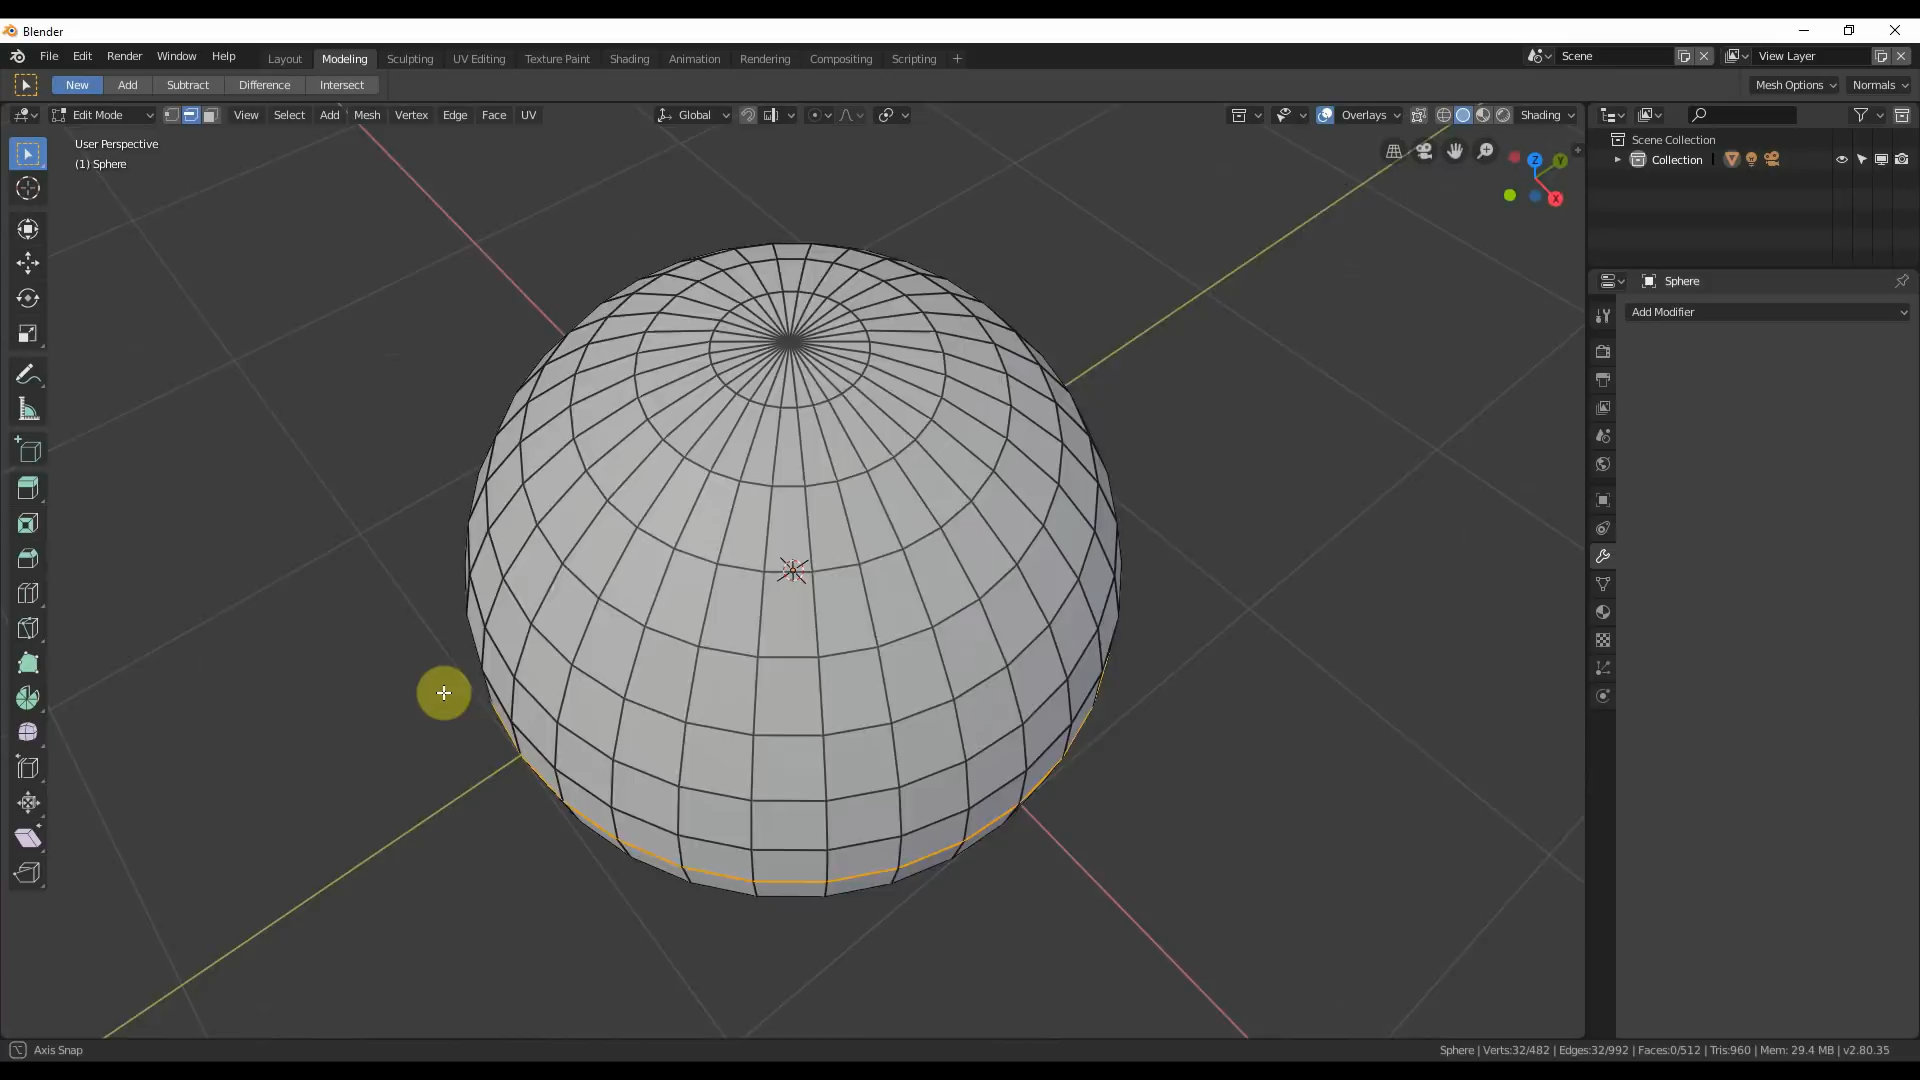 Blender
File Edit Render Window Help Layout Modeling Sculpting UV Editing Texture Paint Shading Animation Rendering Compositing Scripting + Scene View Layer
New Add Subtract Difference Intersect Mesh Options Normals
Edit Mode View Select Add Mesh Vertex Edge Face UV Global Overlays Shading
User Perspective
(1) Sphere
Z Y X
Scene Collection
Collection
Sphere
Add Modifier
Axis Snap
Sphere | Verts:32/482 | Edges:32/992 | Faces:0/512 | Tris:960 | Mem: 29.4 MB | v2.80.35